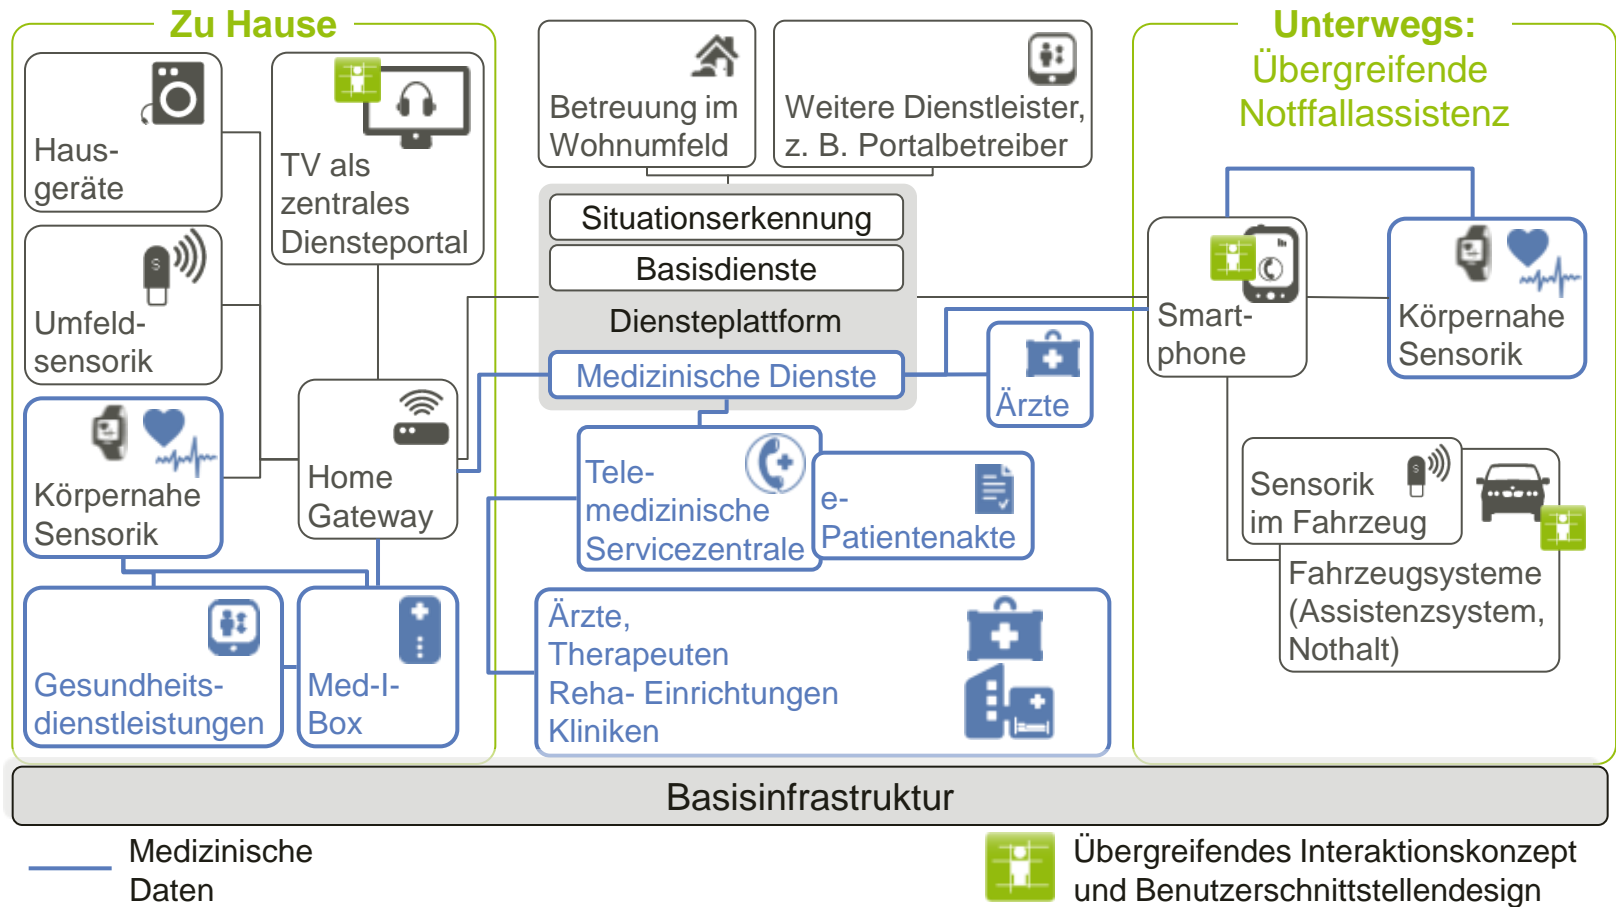 Zu Hause
Haus-
geräte
TV als
zentrales
Diensteportal
Umfeld-
sensorik
Körpernahe
Sensorik
Home
Gateway
Gesundheits-
dienstleistungen
Med-I-
Box
Betreuung im
Wohnumfeld
Weitere Dienstleister,
z. B. Portalbetreiber
Situationserkennung
Basisdienste
Diensteplattform
Medizinische Dienste
Ärzte
Tele-
medizinische
Servicezentrale
e-
Patientenakte
Ärzte,
Therapeuten
Reha- Einrichtungen
Kliniken
Unterwegs:
Übergreifende
Notffallassistenz
Smart-
phone
Körpernahe
Sensorik
Sensorik
im Fahrzeug
Fahrzeugsysteme
(Assistenzsystem,
Nothalt)
Basisinfrastruktur
Medizinische
Daten
Übergreifendes Interaktionskonzept
und Benutzerschnittstellendesign